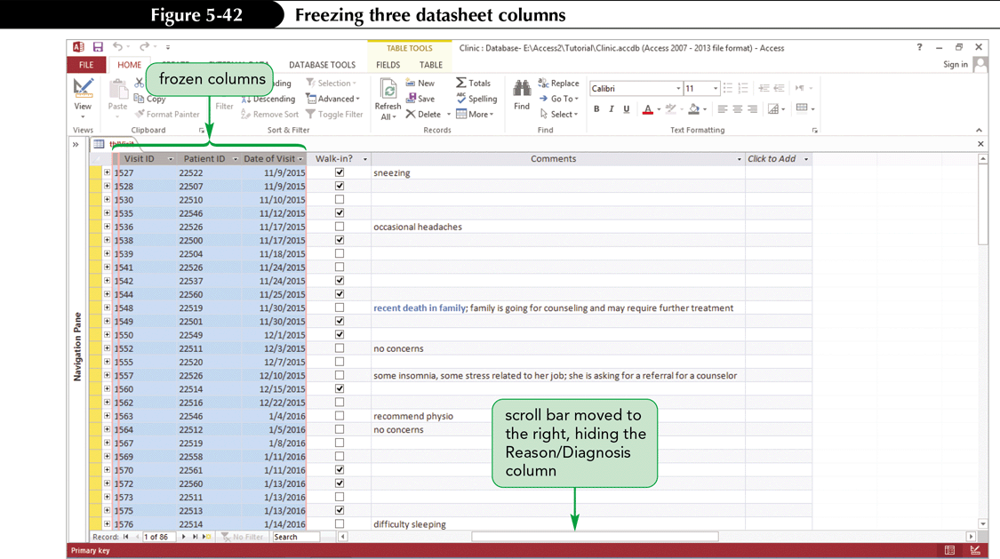 Figure 5-42 Freezing three datasheet columns
TABLE TOOLS Clinic : Database- E:\Access2\Tutorial\Clinic.accdb (Access 2007 - 2013 file format) - Access ?
FILE HOME DATABASE TOOLS FIELDS TABLE Sign in
frozen columns
View
Views
Paste
Copy
Format Painter
Clipboard
Filter
Descending
Remove Sort
Selection
Advanced
Toggle Filter
Sort & Filter
Refresh
All
New
Save
Delete
Totals
Spelling
More
Records
Find
Replace
Go To
Select
Find
Calibri 11
B I U A
Text Formatting
Visit ID Patient ID Date of Visit Walk-in? Comments Click to Add
1527 22522 11/9/2015 sneezing
1528 22507 11/9/2015
1530 22510 11/10/2015
1535 22546 11/12/2015
1536 22526 11/17/2015 occasional headaches
1538 22500 11/17/2015
1539 22504 11/18/2015
1541 22526 11/24/2015
1542 22537 11/24/2015
1544 22560 11/25/2015
1548 22519 11/30/2015 recent death in family; family is going for counseling and may require further treatment
1549 22501 11/30/2015
1550 22549 12/1/2015
1552 22511 12/3/2015 no concerns
1555 22520 12/7/2015
1557 22526 12/10/2015 some insomnia, some stress related to her job; she is asking for a referral for a counselor
1560 22514 12/15/2015
1562 22516 12/22/2015
1563 22546 1/4/2016 recommend physio
1564 22512 1/5/2016 no concerns
1567 22519 1/8/2016
1569 22558 1/11/2016
1570 22561 1/11/2016
1572 22560 1/13/2016
1573 22511 1/13/2016
1575 22513 1/13/2016
1576 22514 1/14/2016 difficulty sleeping
Navigation Pane
scroll bar moved to
the right, hiding the
Reason/Diagnosis
column
Record: 1 of 86 No Filter Search
Primary key